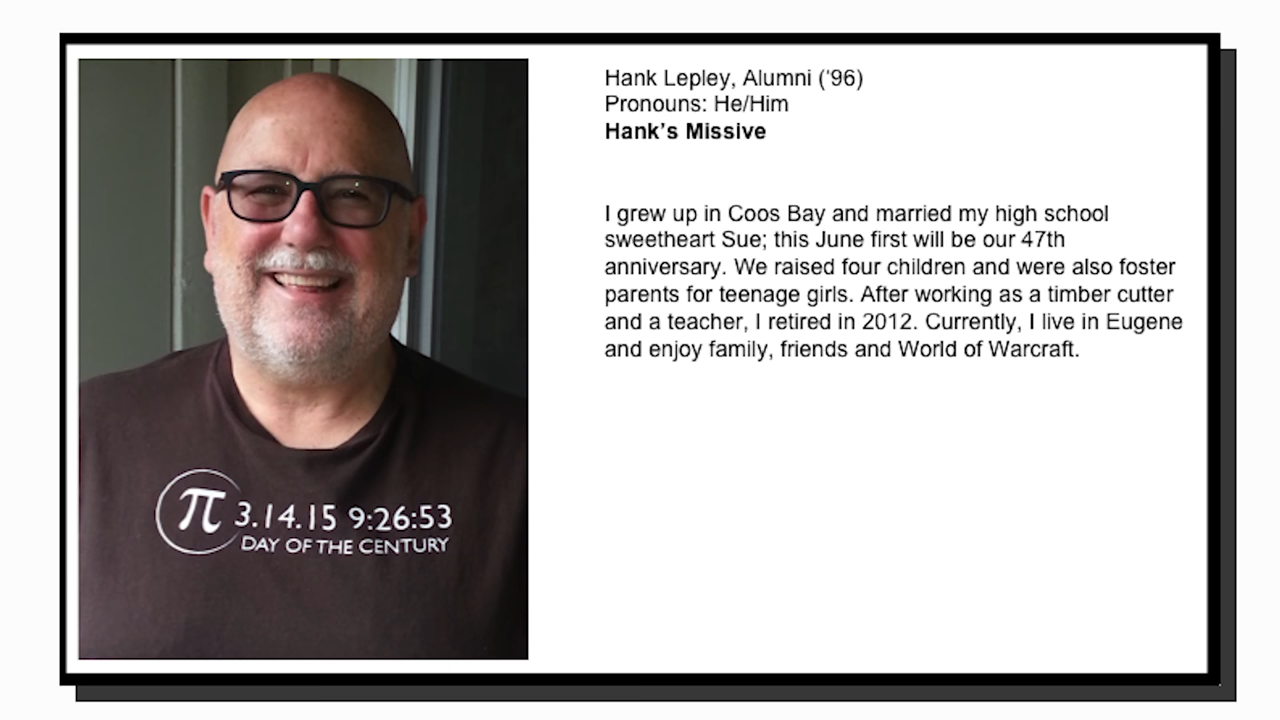 Hank Lepley, Alumni ('96)
Pronouns: He/Him
Hank's Missive
I grew up in Coos Bay and married my high school
sweetheart Sue; this June first will be our 47th
anniversary. We raised four children and were also foster
parents for teenage girls. After working as a timber cutter
and a teacher, I retired in 2012. Currently, I live in Eugene
and enjoy family, friends and World of Warcraft.
π 3.14.15 9:26:53
DAY OF THE CENTURY